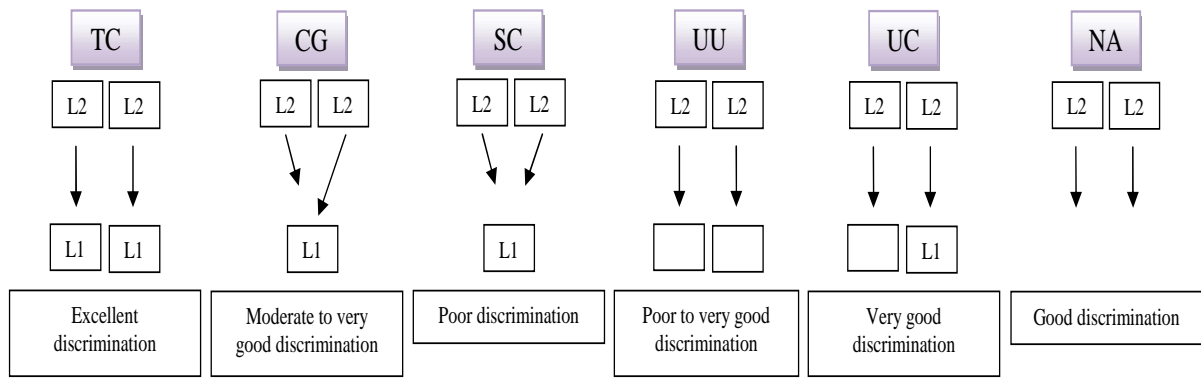 TC CG SC UU UC NA
L2 L2 L2 L2 L2 L2 L2 L2 L2 L2 L2 L2
L1 L1 L1 L1 L1
Excellent
discrimination
Moderate to very
good discrimination
Poor discrimination
Poor to very good
discrimination
Very good
discrimination
Good discrimination